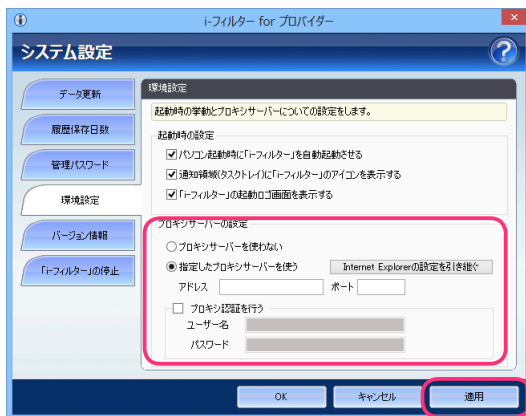 i-フィルター for プロバイダー
システム設定
データ更新
履歴保存日数
管理パスワード
環境設定
バージョン情報
「i-フィルター」の停止
環境設定
起動時の挙動とプロキシサーバーについての設定をします。
起動時の設定
パソコン起動時に「i-フィルター」を自動起動させる
通知領域(タスクトレイ)に「i-フィルター」のアイコンを表示する
「i-フィルター」の起動ロゴ画面を表示する
プロキシサーバーの設定
プロキシサーバーを使わない
指定したプロキシサーバーを使う Internet Explorerの設定を引き継ぐ
アドレス ポート
プロキシ認証を行う
ユーザー名
パスワード
OK キャンセル 適用